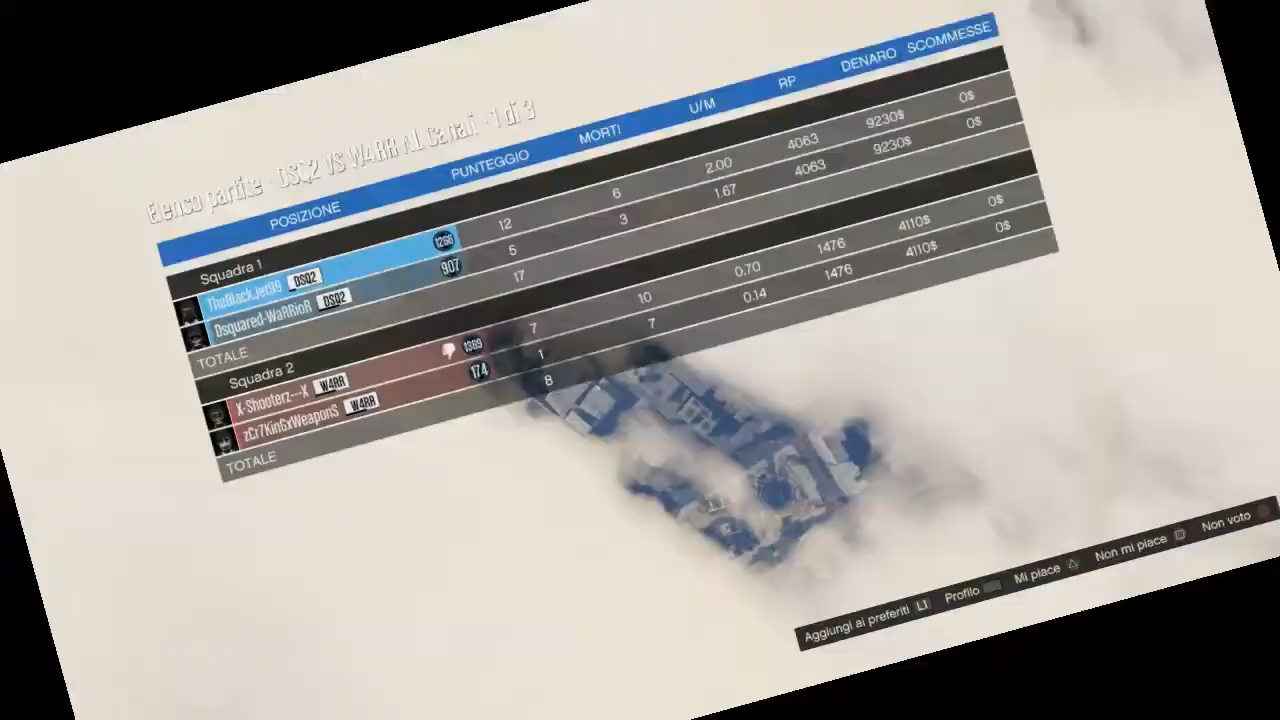 Elenco partite - DSQ2 VS W4RR Ai Canali - 1 di 3
POSIZIONE PUNTEGGIO MORTI U/M RP DENARO SCOMMESSE
Squadra 1
TheBlackJet99 DSQ2 1266 12 6 2.00 4063 9230$ 0$
Dsquared-WaRRioR DSQ2 907 5 3 1.67 4063 9230$ 0$
TOTALE 17
Squadra 2
X-Shooterz---X W4RR 1389 7 10 0.70 1476 4110$ 0$
zCr7KinGxWeaponS W4RR 174 1 7 0.14 1476 4110$ 0$
TOTALE 8
Aggiungi ai preferiti L1 Profilo Mi piace Non mi piace Non voto